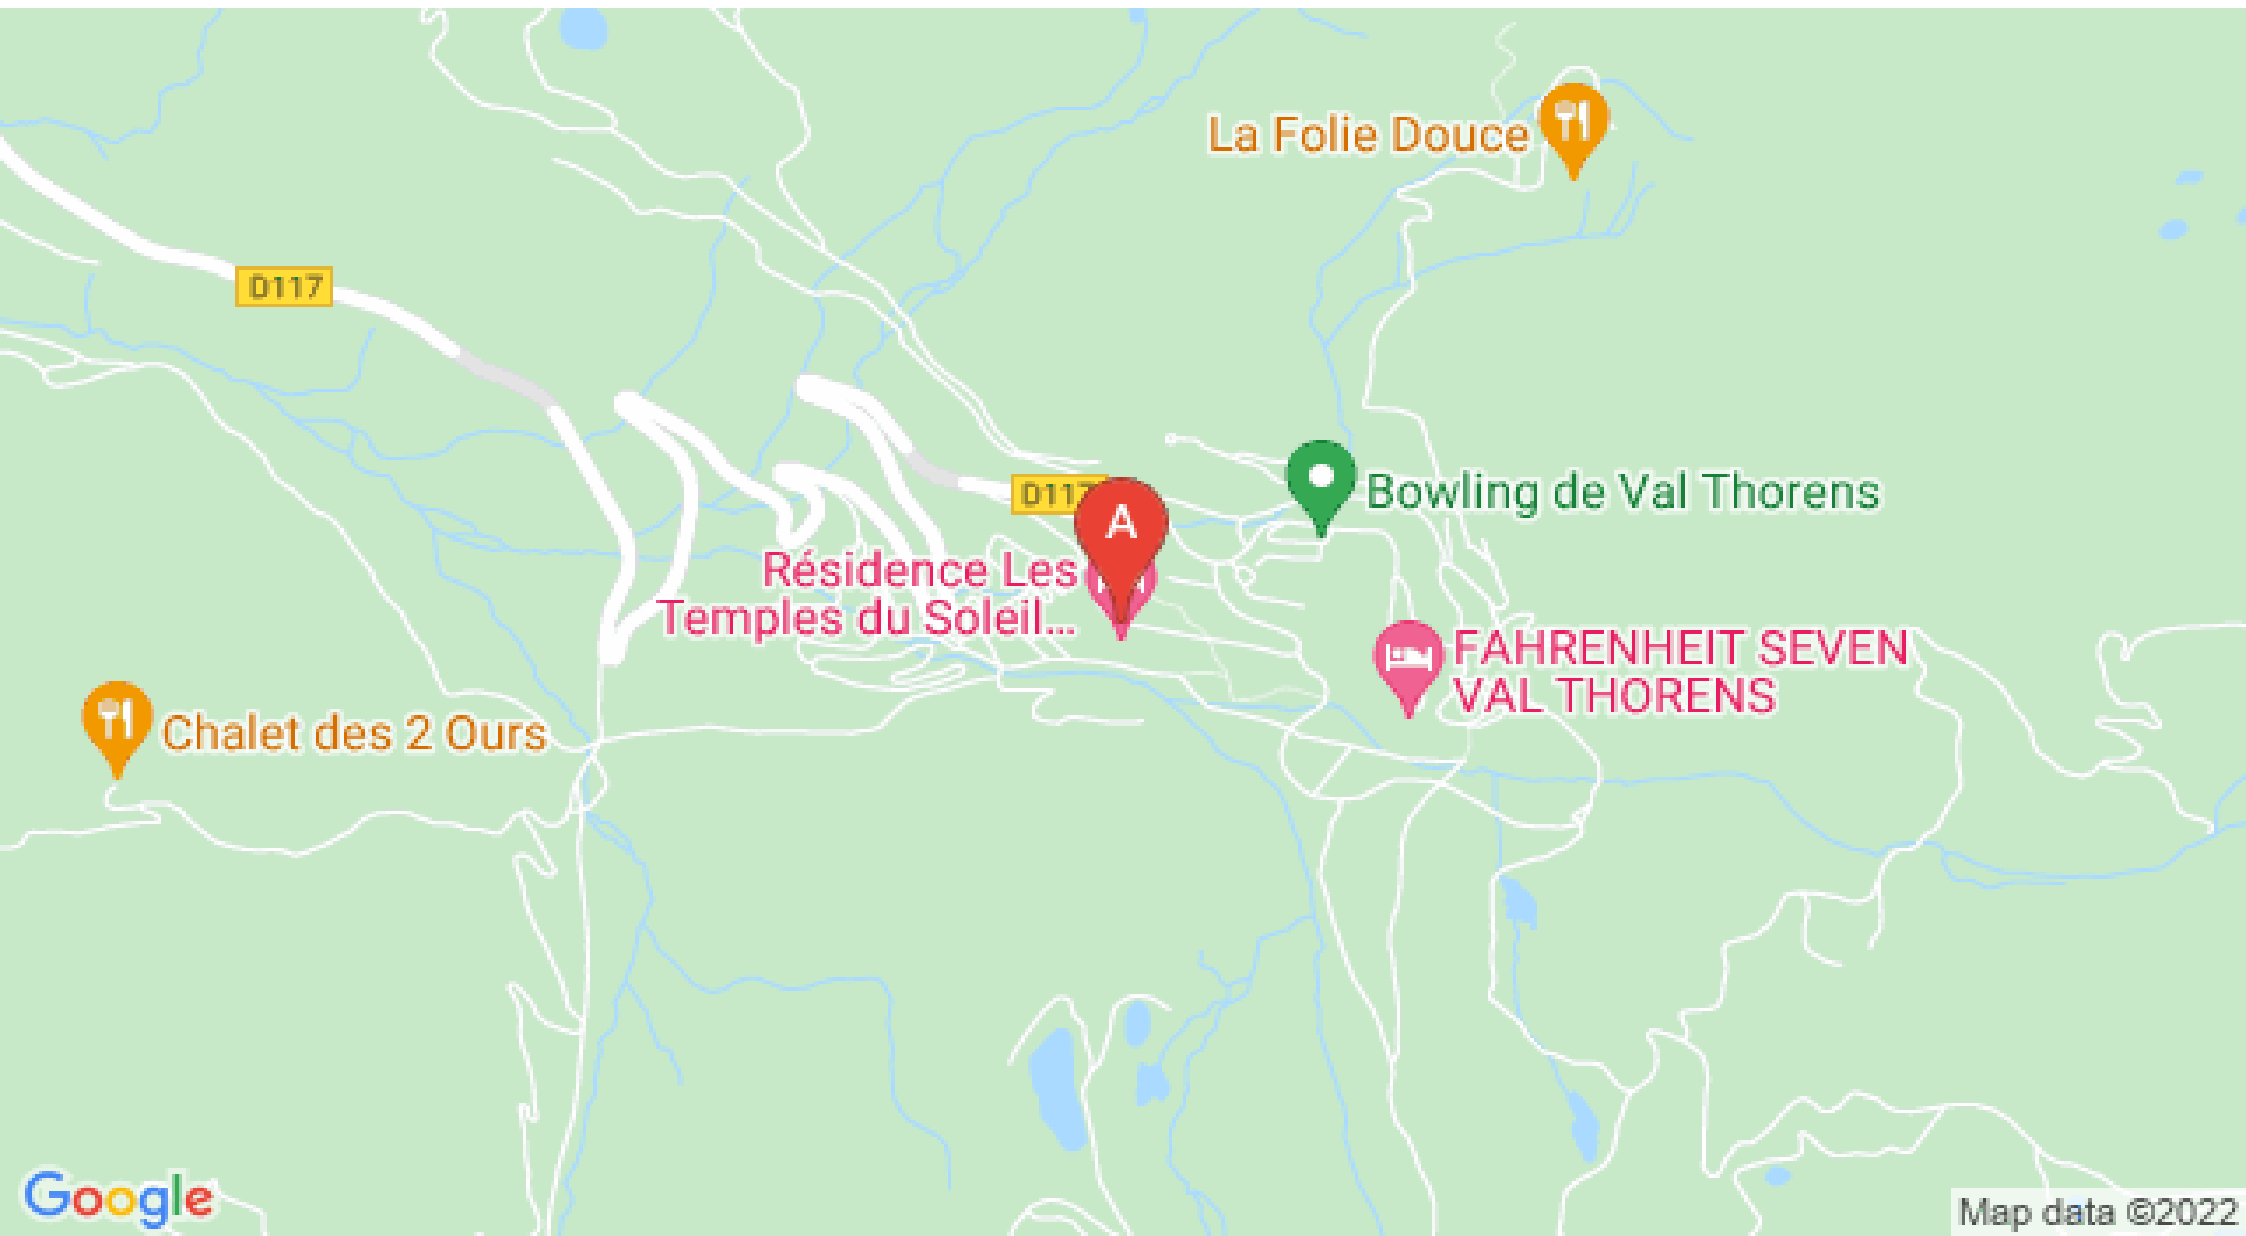 La Folie Douce
D117
D117
A
Bowling de Val Thorens
Résidence Les
Temples du Soleil...
FAHRENHEIT SEVEN
VAL THORENS
Chalet des 2 Ours
Google
Map data ©2022